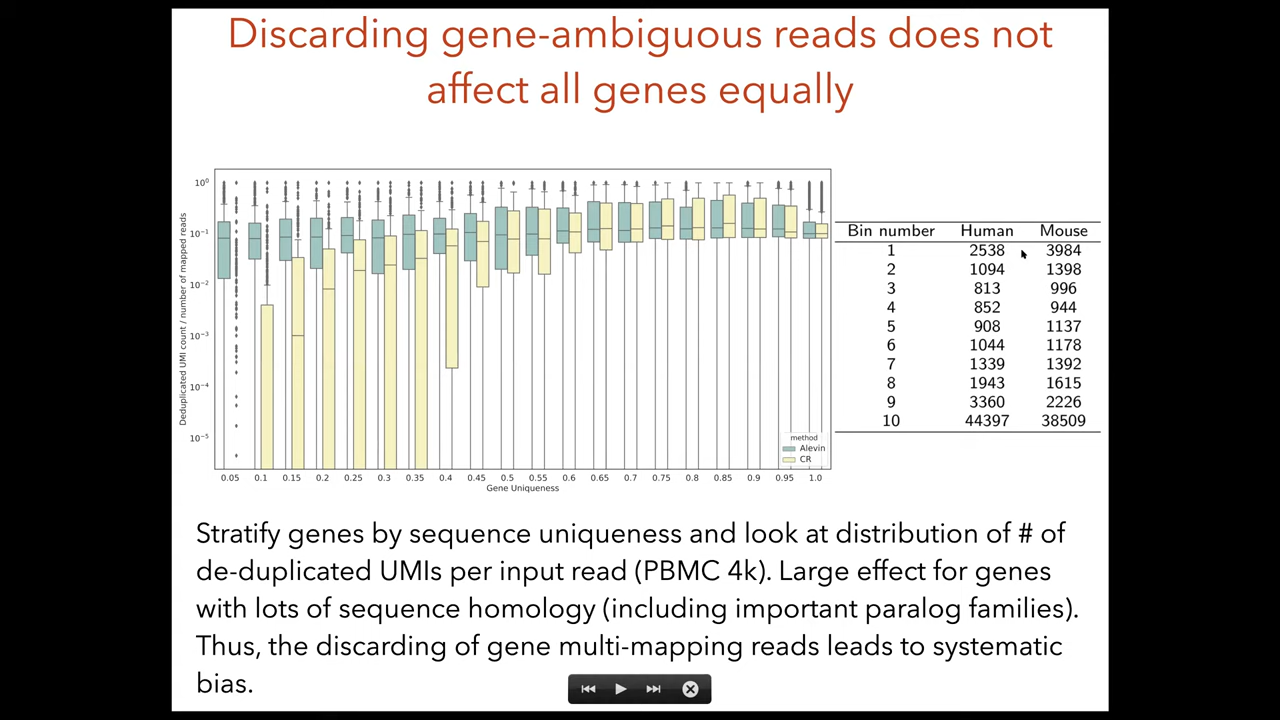 Discarding gene-ambiguous reads does not
affect all genes equally
Deduplicated UMI count / number of mapped reads
10⁰
10⁻¹
10⁻²
10⁻³
10⁻⁴
10⁻⁵
0.05 0.1 0.15 0.2 0.25 0.3 0.35 0.4 0.45 0.5 0.55 0.6 0.65 0.7 0.75 0.8 0.85 0.9 0.95 1.0
Gene Uniqueness
method
Alevin
CR
Bin number Human Mouse
1 2538 3984
2 1094 1398
3 813 996
4 852 944
5 908 1137
6 1044 1178
7 1339 1392
8 1943 1615
9 3360 2226
10 44397 38509
Stratify genes by sequence uniqueness and look at distribution of # of
de-duplicated UMIs per input read (PBMC 4k). Large effect for genes
with lots of sequence homology (including important paralog families).
Thus, the discarding of gene multi-mapping reads leads to systematic
bias.